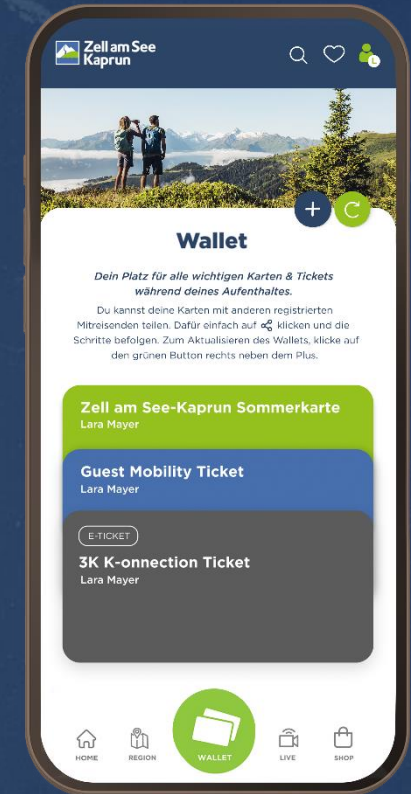 Zell am See
Kaprun
L
Wallet
Dein Platz für alle wichtigen Karten & Tickets
während deines Aufenthaltes.
Du kannst deine Karten mit anderen registrierten
Mitreisenden teilen. Dafür einfach auf klicken und die
Schritte befolgen. Zum Aktualisieren des Wallets, klicke auf
den grünen Button rechts neben dem Plus.
Zell am See-Kaprun Sommerkarte
Lara Mayer
Guest Mobility Ticket
Lara Mayer
E-TICKET
3K K-onnection Ticket
Lara Mayer
HOME REGION WALLET LIVE SHOP